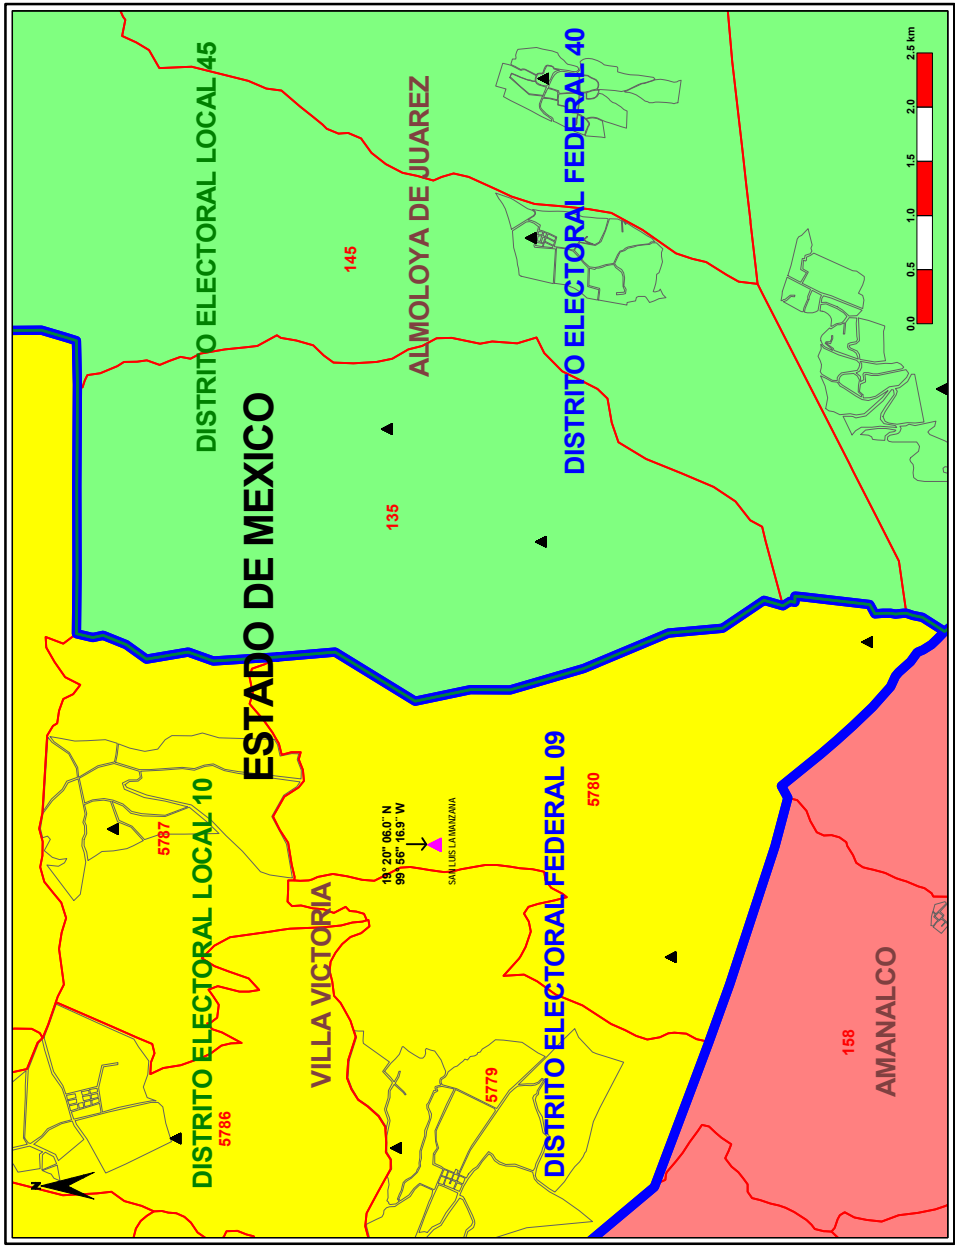 N
DISTRITO ELECTORAL LOCAL 10
5786
5787
VILLA VICTORIA
ESTADO DE MEXICO
19° 20" 06.0¨ N
99° 56" 16.9¨ W
SAN LUIS LA MANZANA
5779
DISTRITO ELECTORAL FEDERAL 09
5780
158
AMANALCO
DISTRITO ELECTORAL LOCAL 45
145
135
ALMOLOYA DE JUAREZ
DISTRITO ELECTORAL FEDERAL 40
0.0 0.5 1.0 1.5 2.0 2.5 km